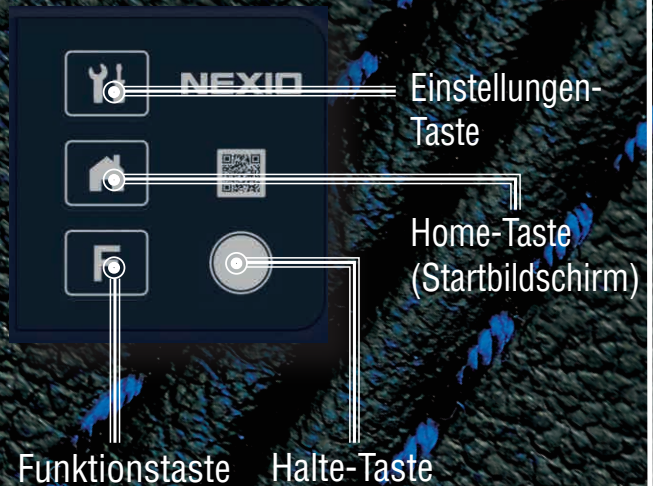 NEXIO
Einstellungen-
Taste
Home-Taste
(Startbildschirm)
F
Funktionstaste
Halte-Taste